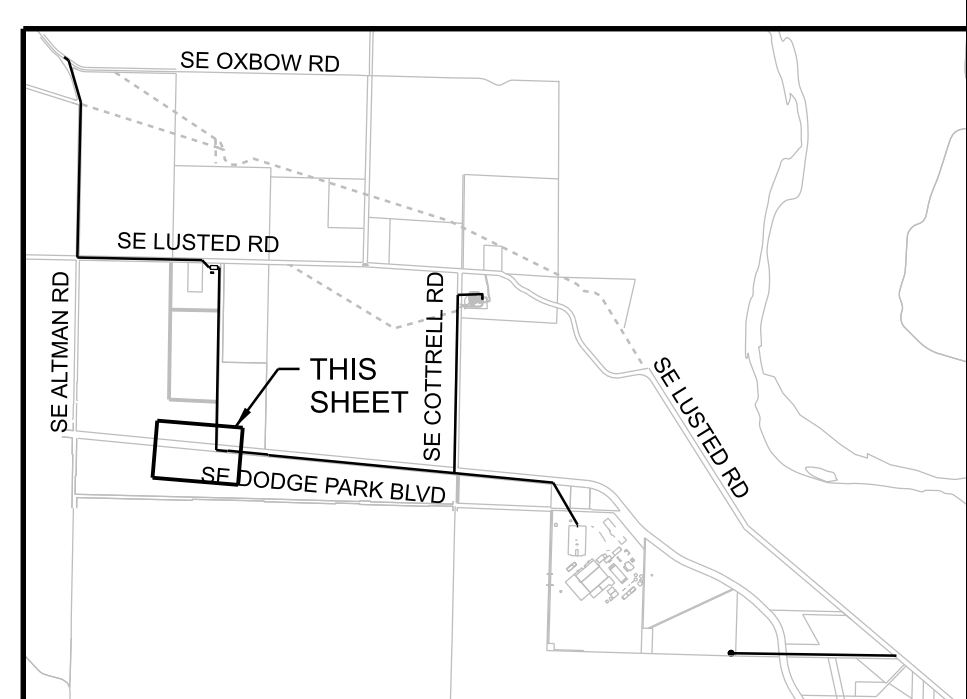 SE OXBOW RD
SE LUSTED RD
SE ALTMAN RD
SE COTTRELL RD
THIS
SHEET
SE LUSTED RD
SE DODGE PARK BLVD